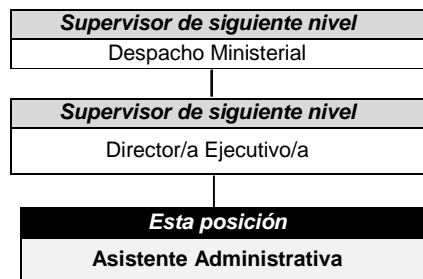 Supervisor de siguiente nivel
Despacho Ministerial
Supervisor de siguiente nivel
Director/a Ejecutivo/a
Esta posición
Asistente Administrativa